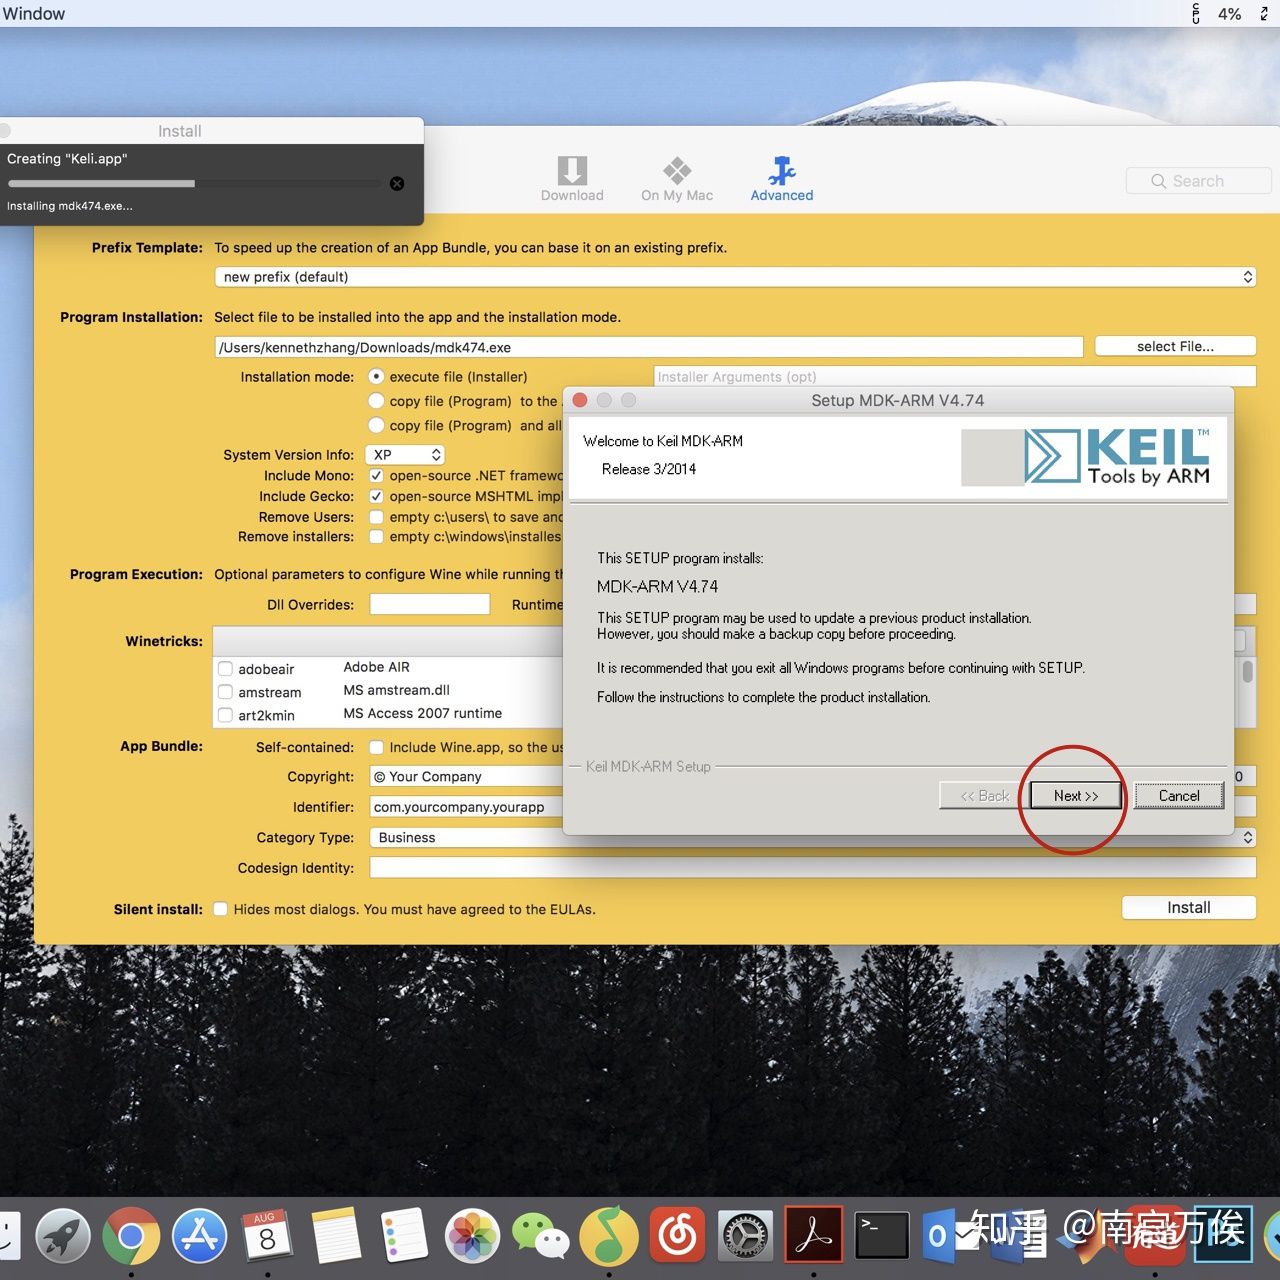 Window
CPU
4%
Install
Creating "Keli.app"
Installing mdk474.exe...
Download
On My Mac
Advanced
Search
Prefix Template: To speed up the creation of an App Bundle, you can base it on an existing prefix.
new prefix (default)
Program Installation: Select file to be installed into the app and the installation mode.
/Users/kennethzhang/Downloads/mdk474.exe
select File...
Installation mode: execute file (Installer)
Installer Arguments (opt)
copy file (Program) to the
copy file (Program) and all
System Version Info: XP
Include Mono: open-source .NET framewo
Include Gecko: open-source MSHTML impl
Remove Users: empty c:\users\ to save and
Remove installers: empty c:\windows\installes
Program Execution: Optional parameters to configure Wine while running th
Dll Overrides:
Runtime
Winetricks:
adobeair Adobe AIR
amstream MS amstream.dll
art2kmin MS Access 2007 runtime
App Bundle: Self-contained: Include Wine.app, so the us
Copyright: © Your Company
0
Identifier: com.yourcompany.yourapp
Category Type: Business
Codesign Identity:
Silent install: Hides most dialogs. You must have agreed to the EULAs.
Install
Setup MDK-ARM V4.74
Welcome to Keil MDK-ARM
Release 3/2014
KEIL™
Tools by ARM
This SETUP program installs:
MDK-ARM V4.74
This SETUP program may be used to update a previous product installation.
However, you should make a backup copy before proceeding.
It is recommended that you exit all Windows programs before continuing with SETUP.
Follow the instructions to complete the product installation.
Keil MDK-ARM Setup
<< Back
Next >>
Cancel
AUG
8
知乎 @南宫万俟